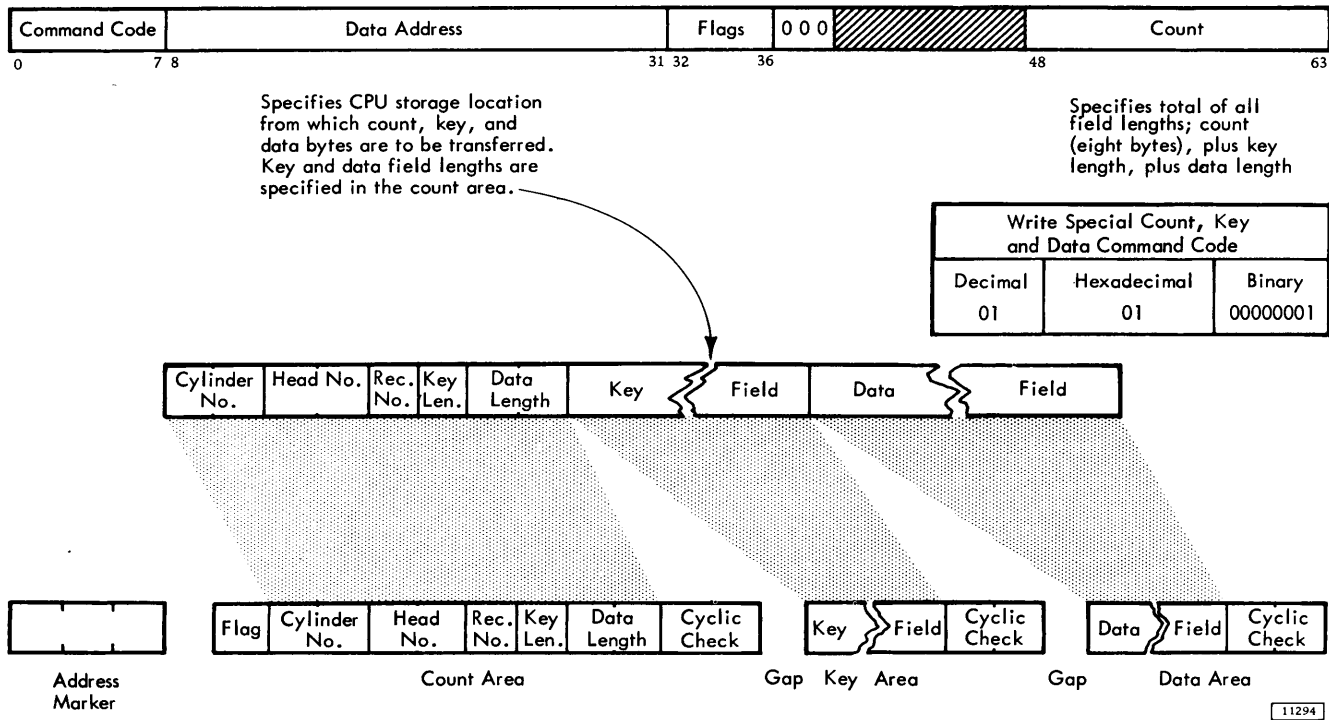 Command Code Data Address Flags 0 0 0 Count
0 7 8 31 32 36 48 63
Specifies CPU storage location
from which count, key, and
data bytes are to be transferred.
Key and data field lengths are
specified in the count area.
Specifies total of all
field lengths; count
(eight bytes), plus key
length, plus data length
Write Special Count, Key
and Data Command Code
Decimal Hexadecimal Binary
01 01 00000001
Cylinder Head No. Rec. Key Data Key Field Data Field
No. No. Len. Length
Flag Cylinder Head Rec. Key Data Cyclic Key Field Cyclic Data Field Cyclic
No. No. No. Len. Length Check Check Check
Address Count Area Gap Key Area Gap Data Area
Marker
11294